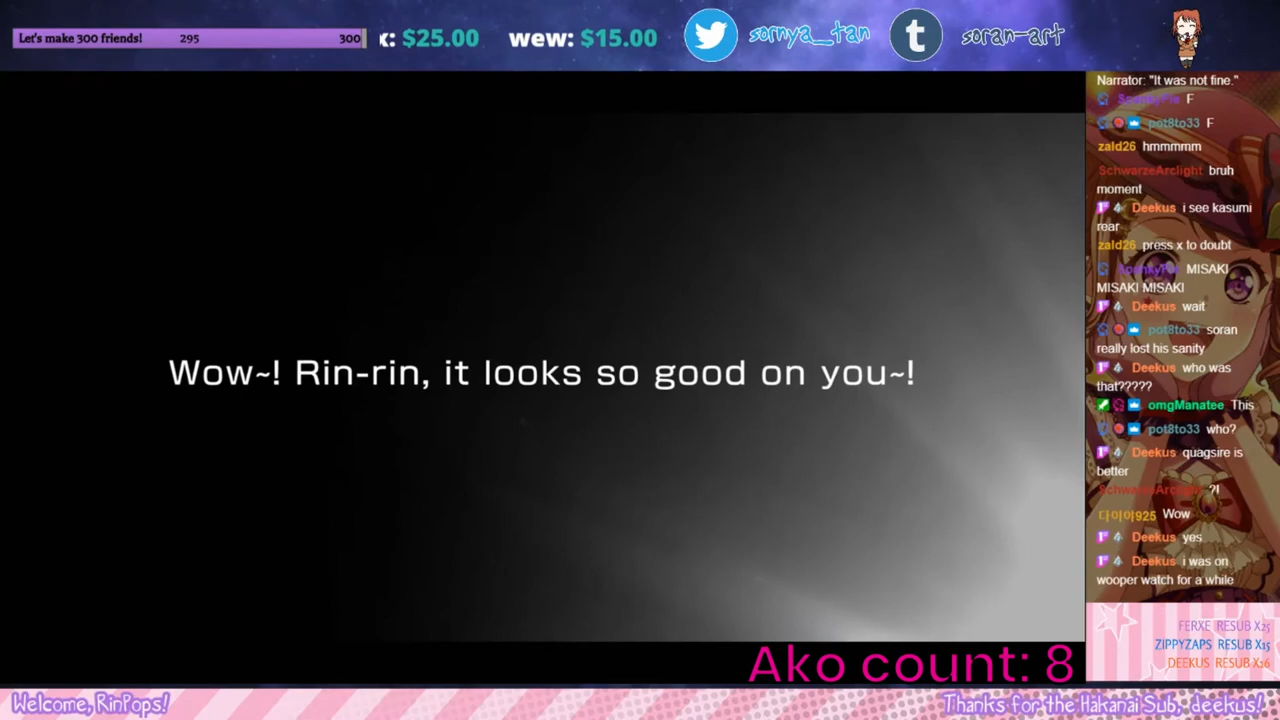 Let's make 300 friends! 295 300
x: $25.00 wew: $15.00
sornya_tan
soran-art
Narrator: "It was not fine."
SpunkyPie F
pot8to33 F
zald26 hmmmmm
SchwarzeArclight bruh
moment
Deekus i see kasumi
rear
zald26 press x to doubt
MISAKI
MISAKI MISAKI
Deekus wait
pot8to33 soran
really lost his sanity
Deekus who was
that?????
omgManatee This
pot8to33 who?
Deekus quagsire is
better
SchwarzeArclight ?!
다이아925 Wow
Deekus yes
Deekus i was on
wooper watch for a while
Wow~! Rin-rin, it looks so good on you~!
FERXE RESUB X25
ZIPPYZAPS RESUB X15
DEEKUS RESUB X16
Ako count: 8
Welcome, RinPops!
Thanks for the Hakanai Sub, deekus!